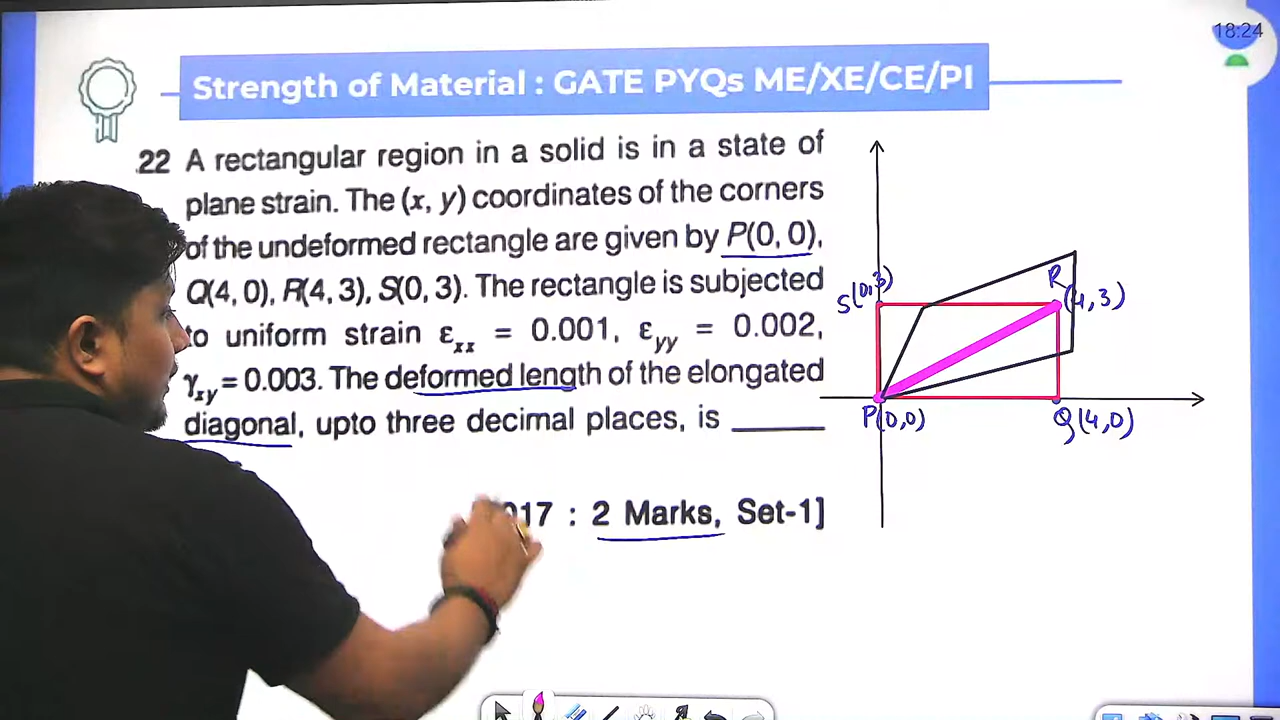 18:24
Strength of Material : GATE PYQs ME/XE/CE/PI
22 A rectangular region in a solid is in a state of
plane strain. The (x, y) coordinates of the corners
of the undeformed rectangle are given by P(0, 0),
Q(4, 0), R(4, 3), S(0, 3). The rectangle is subjected
to uniform strain εxx = 0.001, εyy = 0.002,
γxy = 0.003. The deformed length of the elongated
diagonal, upto three decimal places, is ______
017 : 2 Marks, Set-1]
S(0,3)
R
(4,3)
P(0,0)
Q(4,0)